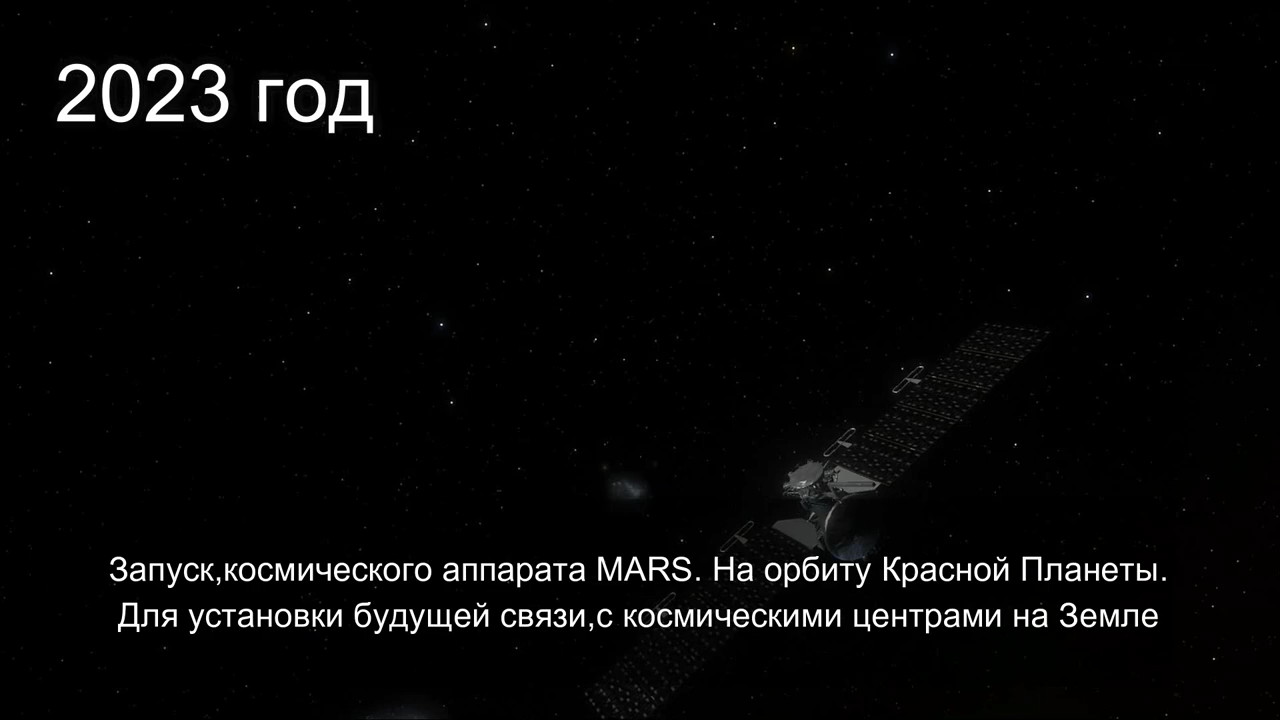 2023 год
Запуск,космического аппарата MARS. На орбиту Красной Планеты.
Для установки будущей связи,с космическими центрами на Земле